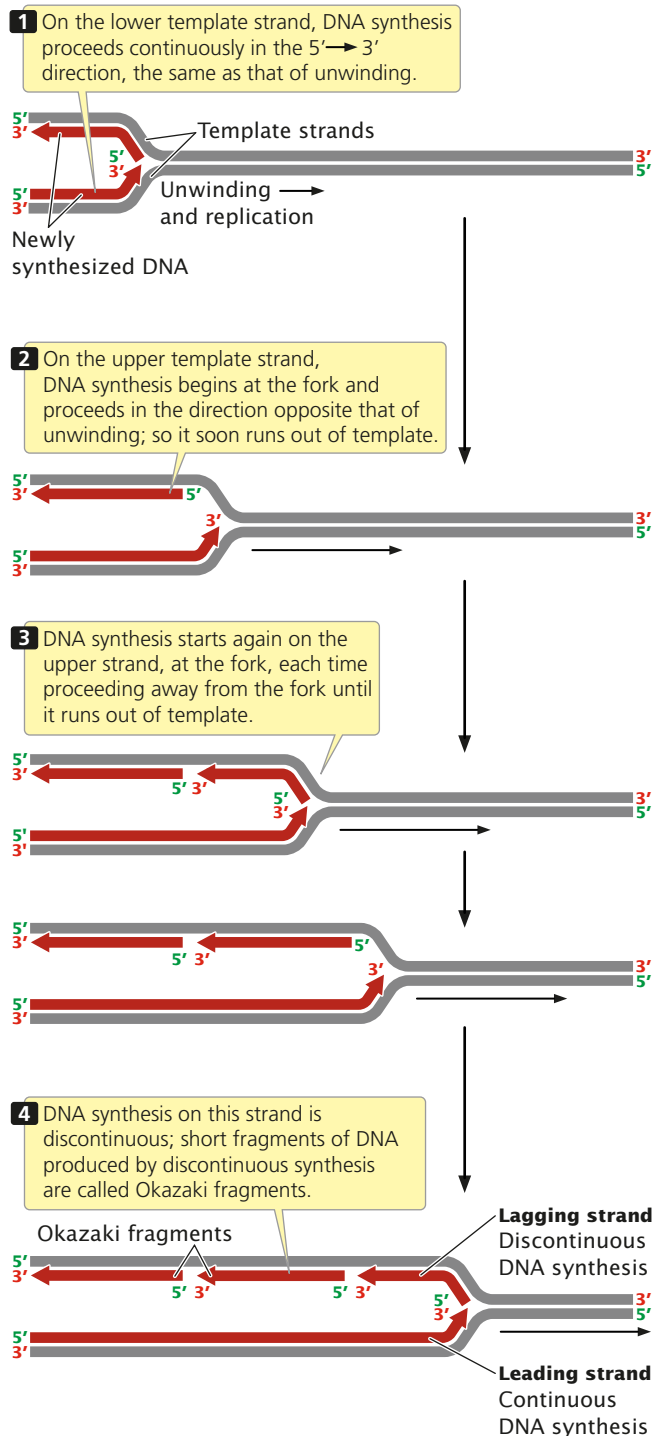 1 On the lower template strand, DNA synthesis
proceeds continuously in the 5′→ 3′
direction, the same as that of unwinding.
5′
3′
Template strands
5′
3′
3′
5′
5′
3′
Unwinding →
and replication
Newly
synthesized DNA
2 On the upper template strand,
DNA synthesis begins at the fork and
proceeds in the direction opposite that of
unwinding; so it soon runs out of template.
5′
3′
5′
3′
3′
5′
5′
3′
3 DNA synthesis starts again on the
upper strand, at the fork, each time
proceeding away from the fork until
it runs out of template.
5′
3′
5′ 3′
5′
3′
3′
5′
5′
3′
5′
3′
5′ 3′
5′
3′
3′
5′
5′
3′
4 DNA synthesis on this strand is
discontinuous; short fragments of DNA
produced by discontinuous synthesis
are called Okazaki fragments.
Okazaki fragments
Lagging strand
Discontinuous
DNA synthesis
5′
3′
5′ 3′
5′ 3′
5′
3′
3′
5′
5′
3′
Leading strand
Continuous
DNA synthesis